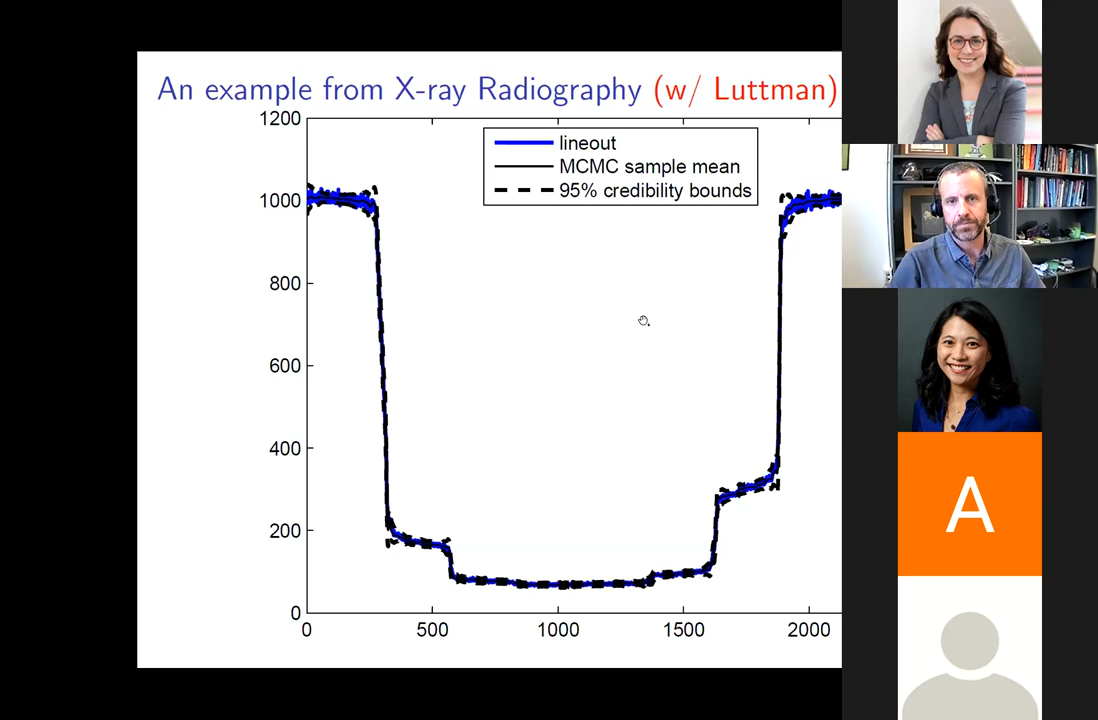 An example from X-ray Radiography (w/ Luttman)
1200
1000
800
600
400
200
0
lineout
MCMC sample mean
95% credibility bounds
0 500 1000 1500 2000
A